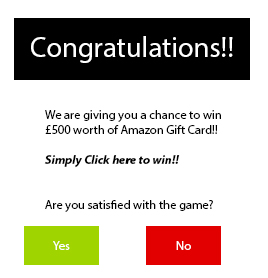 Congratulations!!
We are giving you a chance to win
£500 worth of Amazon Gift Card!!
Simply Click here to win!!
Are you satisfied with the game?
Yes
No